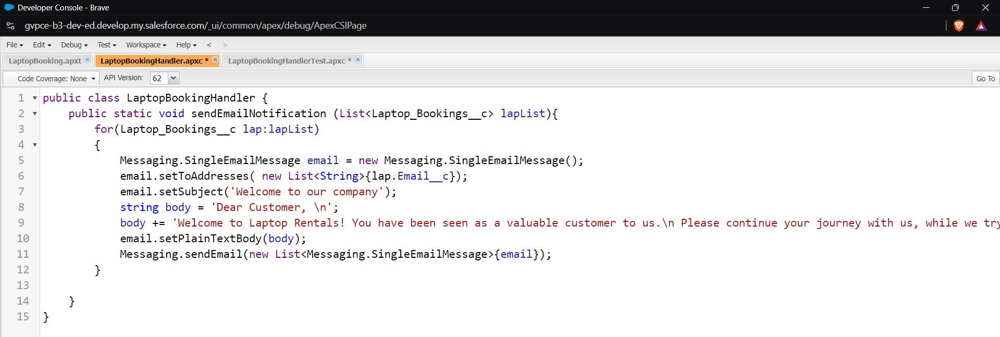 Developer Console - Brave
gvpce-b3-dev-ed.develop.my.salesforce.com/_ui/common/apex/debug/ApexCSIPage
File Edit Debug Test Workspace Help < >
LaptopBooking.apxt LaptopBookingHandler.apxc * LaptopBookingHandlerTest.apxc *
Code Coverage: None API Version: 62 Go To
1 public class LaptopBookingHandler {
2 public static void sendEmailNotification (List<Laptop_Bookings__c> lapList){
3 for(Laptop_Bookings__c lap:lapList)
4 {
5 Messaging.SingleEmailMessage email = new Messaging.SingleEmailMessage();
6 email.setToAddresses( new List<String>{lap.Email__c});
7 email.setSubject('Welcome to our company');
8 string body = 'Dear Customer, \n';
9 body += 'Welcome to Laptop Rentals! You have been seen as a valuable customer to us.\n Please continue your journey with us, while we try
10 email.setPlainTextBody(body);
11 Messaging.sendEmail(new List<Messaging.SingleEmailMessage>{email});
12 }
13
14 }
15 }